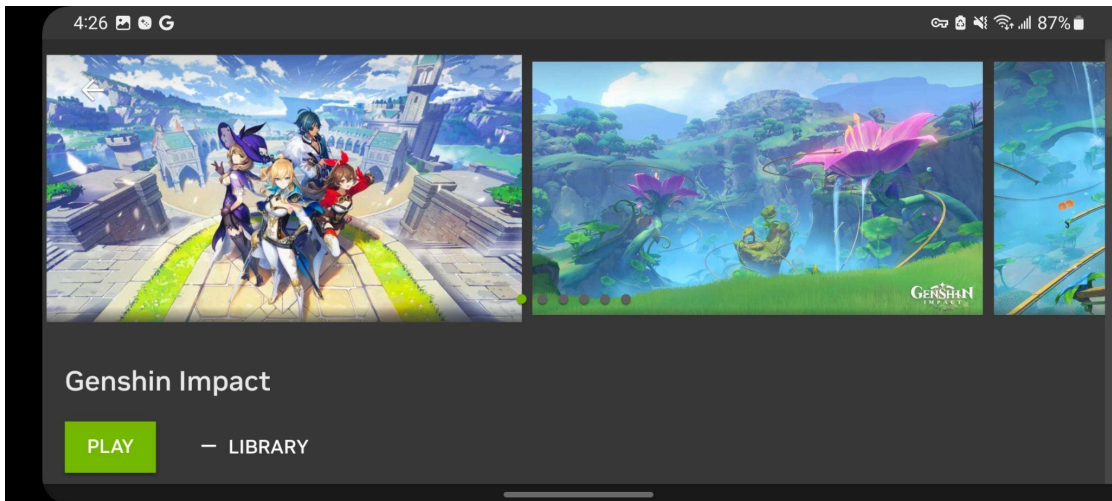 4:26 G 87%
GENSHIN
IMPACT
Genshin Impact
PLAY — LIBRARY